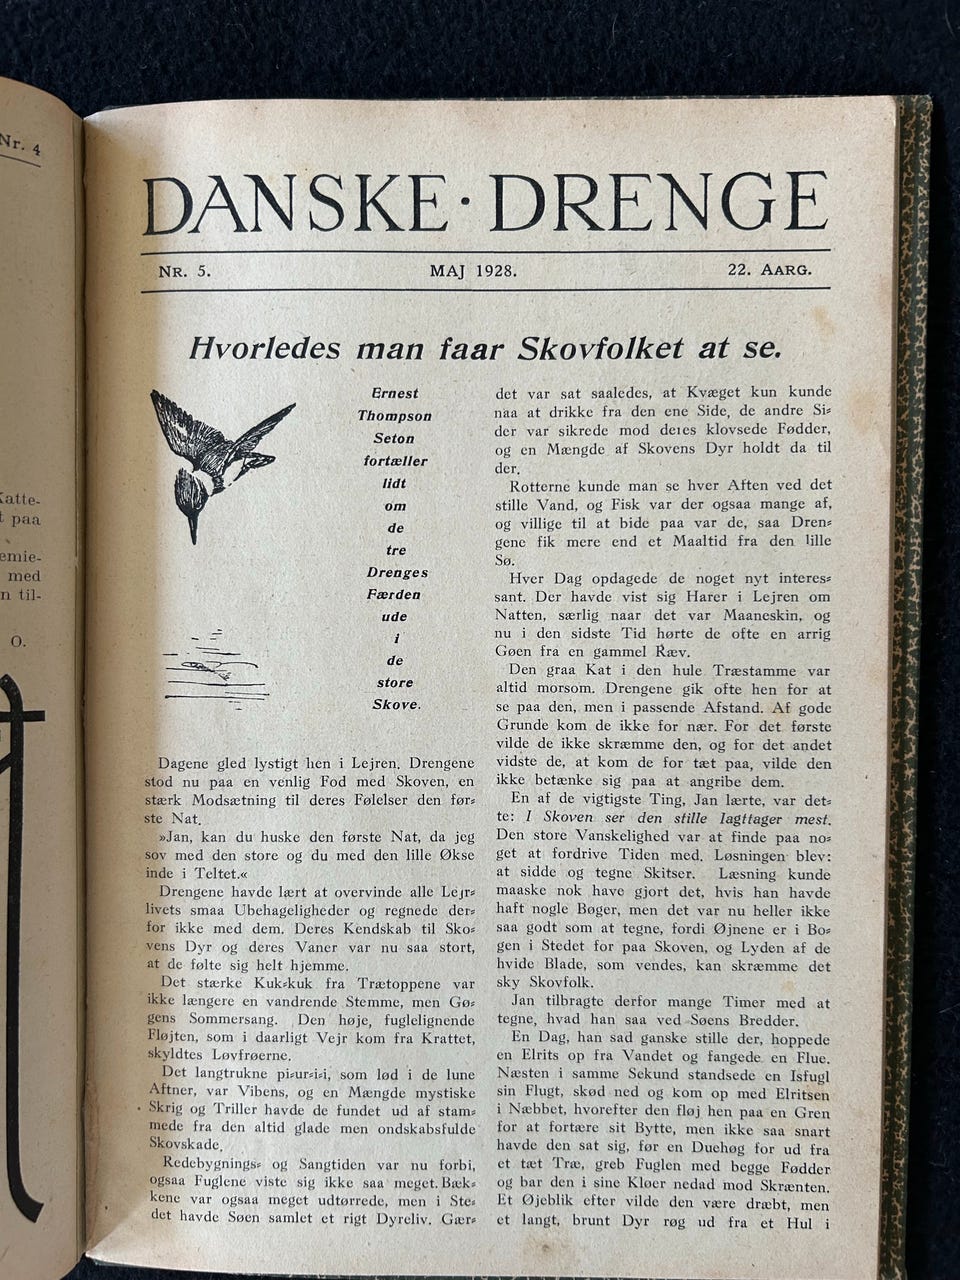 Nr. 4
Katte-
t paa
emie-
med
n til-
O.
DANSKE · DRENGE
NR. 5.
MAJ 1928.
22. AARG.
Hvorledes man faar Skovfolket at se.
Ernest
Thompson
Seton
fortæller
lidt
om
de
tre
Drenges
Færden
ude
i
de
store
Skove.
Dagene gled lystigt hen i Lejren. Drengene
stod nu paa en venlig Fod med Skoven, en
stærk Modsætning til deres Følelser den før-
ste Nat.
»Jan, kan du huske den første Nat, da jeg
sov med den store og du med den lille Økse
inde i Teltet.«
Drengene havde lært at overvinde alle Lejr-
livets smaa Ubehageligheder og regnede der-
for ikke med dem. Deres Kendskab til Sko-
vens Dyr og deres Vaner var nu saa stort,
at de følte sig helt hjemme.
Det stærke Kuk-kuk fra Trætoppene var
ikke længere en vandrende Stemme, men Gø-
gens Sommersang. Den høje, fuglelignende
Fløjten, som i daarligt Vejr kom fra Krattet,
skyldtes Løvfrøerne.
Det langtrukne pi-ur-i-i, som lød i de lune
Aftner, var Vibens, og en Mængde mystiske
Skrig og Triller havde de fundet ud af stam-
mede fra den altid glade men ondskabsfulde
Skovskade.
Redebygnings- og Sangtiden var nu forbi,
ogsaa Fuglene viste sig ikke saa meget. Bæk-
kene var ogsaa meget udtørrede, men i Ste-
det havde Søen samlet et rigt Dyreliv. Gær-
det var sat saaledes, at Kvæget kun kunde
naa at drikke fra den ene Side, de andre Si-
der var sikrede mod deres klovsede Fødder,
og en Mængde af Skovens Dyr holdt da til
der.
Rotterne kunde man se hver Aften ved det
stille Vand, og Fisk var der ogsaa mange af,
og villige til at bide paa var de, saa Dren-
gene fik mere end et Maaltid fra den lille
Sø.
Hver Dag opdagede de noget nyt interes-
sant. Der havde vist sig Harer i Lejren om
Natten, særlig naar det var Maaneskin, og
nu i den sidste Tid hørte de ofte en arrig
Gøen fra en gammel Ræv.
Den graa Kat i den hule Træstamme var
altid morsom. Drengene gik ofte hen for at
se paa den, men i passende Afstand. Af gode
Grunde kom de ikke for nær. For det første
vilde de ikke skræmme den, og for det andet
vidste de, at kom de for tæt paa, vilde den
ikke betænke sig paa at angribe dem.
En af de vigtigste Ting, Jan lærte, var det-
te: I Skoven ser den stille Iagttager mest.
Den store Vanskelighed var at finde paa no-
get at fordrive Tiden med. Løsningen blev:
at sidde og tegne Skitser. Læsning kunde
maaske nok have gjort det, hvis han havde
haft nogle Bøger, men det var nu heller ikke
saa godt som at tegne, fordi Øjnene er i Bo-
gen i Stedet for paa Skoven, og Lyden af de
hvide Blade, som vendes, kan skræmme det
sky Skovfolk.
Jan tilbragte derfor mange Timer med at
tegne, hvad han saa ved Søens Bredder.
En Dag, han sad ganske stille der, hoppede
en Elrits op fra Vandet og fangede en Flue.
Næsten i samme Sekund standsede en Isfugl
sin Flugt, skød ned og kom op med Elritsen
i Næbbet, hvorefter den fløj hen paa en Gren
for at fortære sit Bytte, men ikke saa snart
havde den sat sig, før en Duehøg for ud fra
et tæt Træ, greb Fuglen med begge Fødder
og bar den i sine Kløer nedad mod Skrænten.
Et Øjeblik efter vilde den være dræbt, men
et langt, brunt Dyr røg ud fra et Hul i